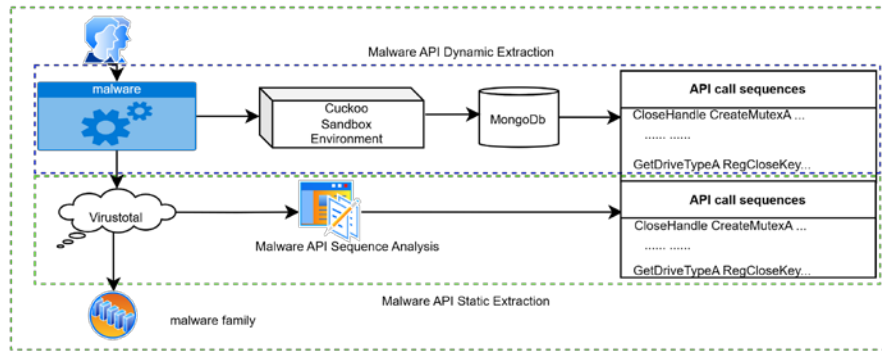 Malware API Dynamic Extraction
malware
Cuckoo
Sandbox
Environment
MongoDb
API call sequences
CloseHandle CreateMutexA ...
...... ......
GetDriveTypeA RegCloseKey...
Virustotal
Malware API Sequence Analysis
API call sequences
CloseHandle CreateMutexA ...
...... ......
GetDriveTypeA RegCloseKey...
Malware API Static Extraction
malware family